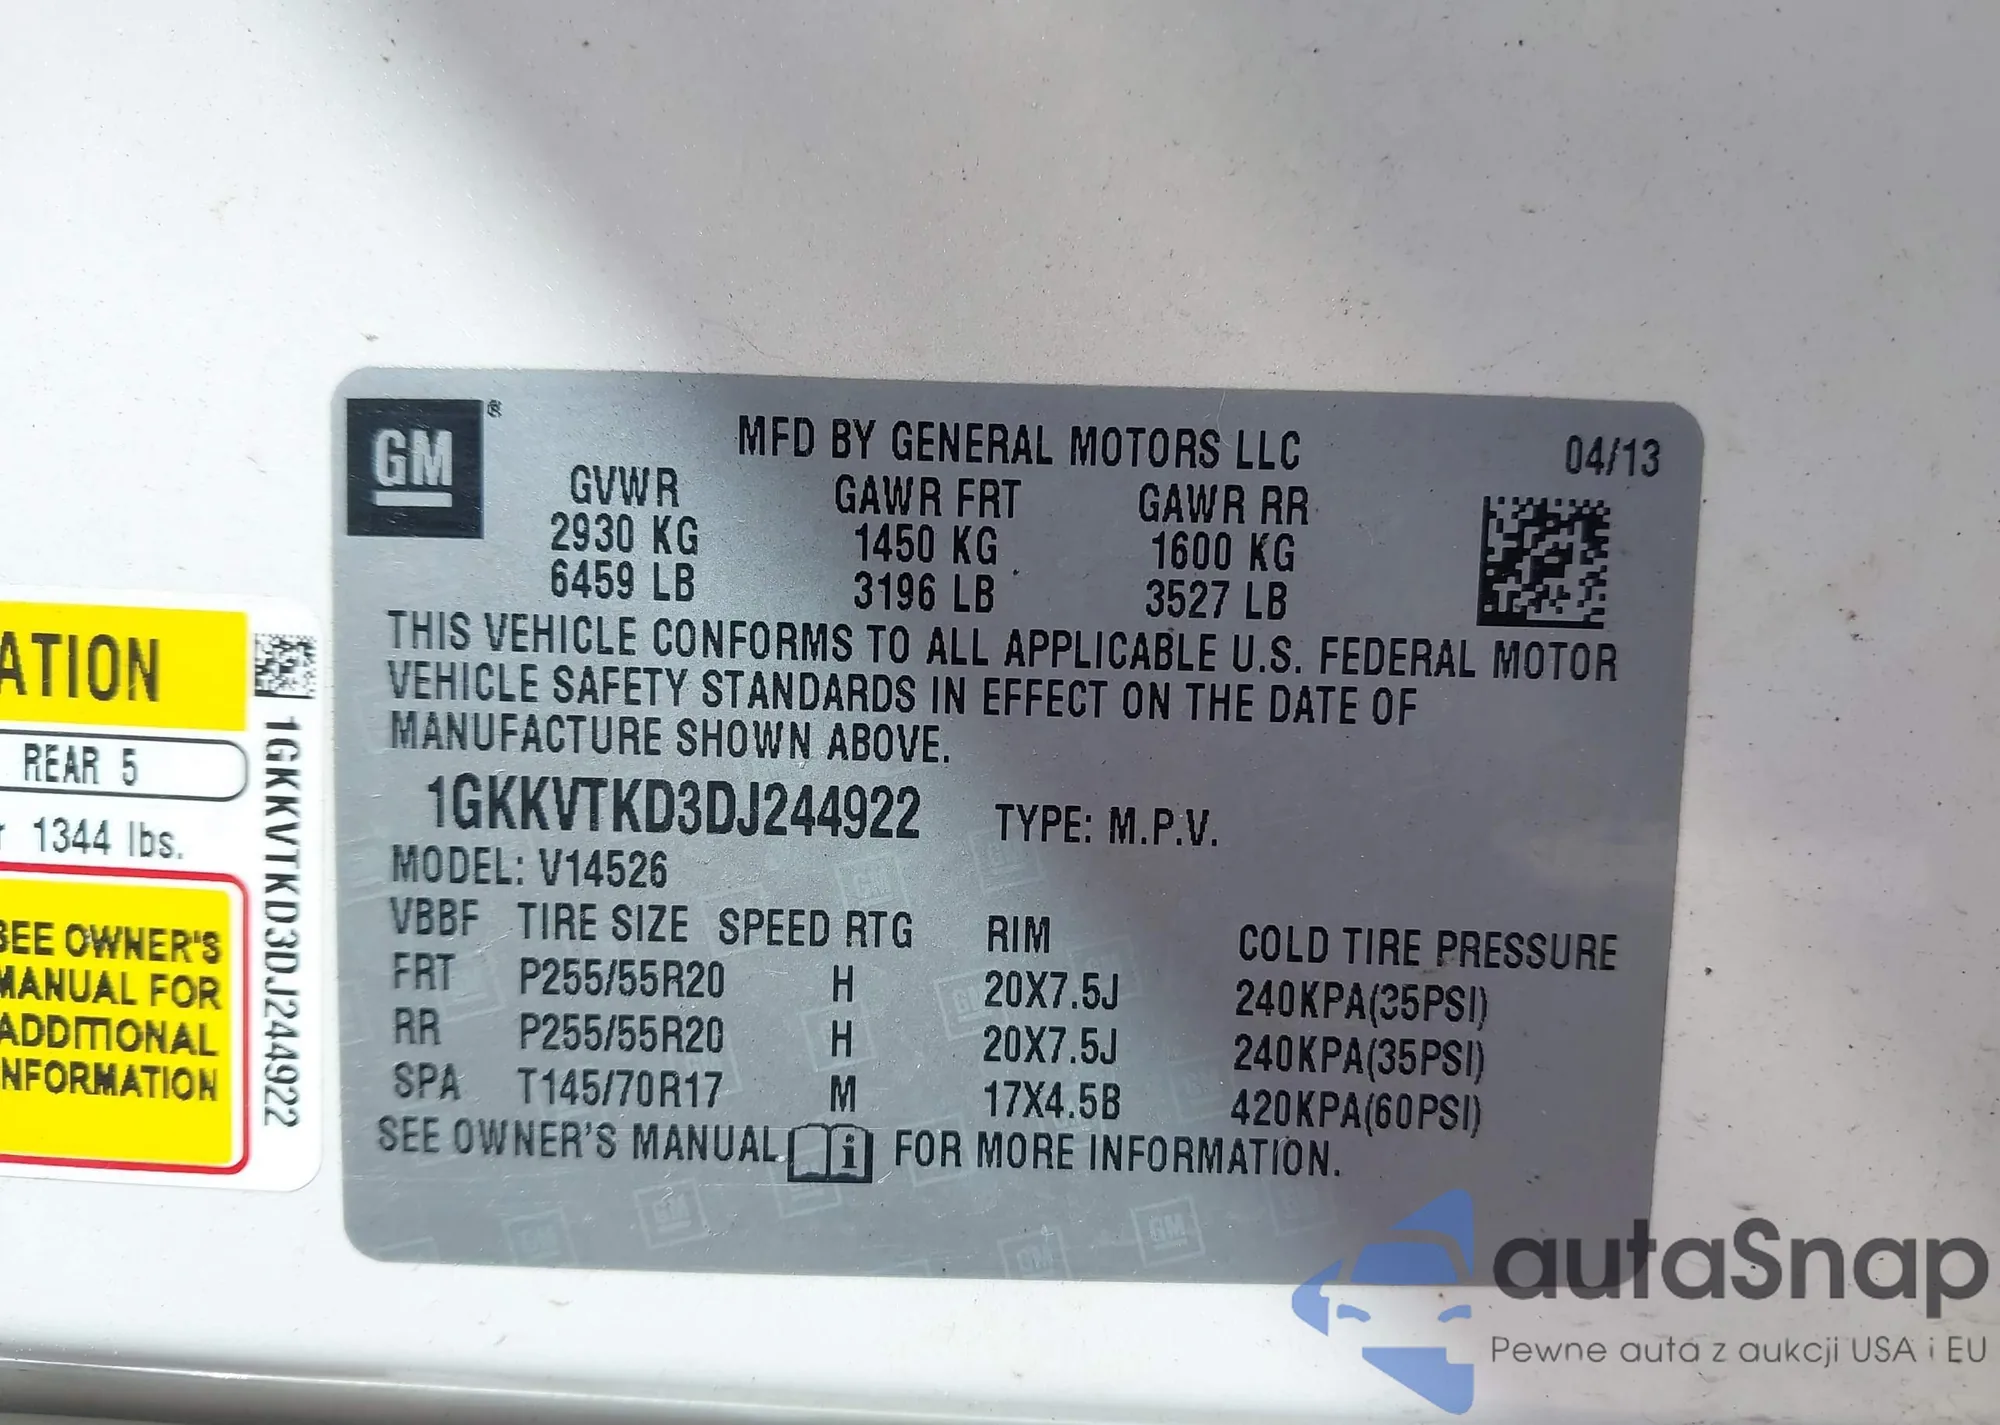 GM ®
MFD BY GENERAL MOTORS LLC 04/13
GVWR GAWR FRT GAWR RR
2930 KG 1450 KG 1600 KG
6459 LB 3196 LB 3527 LB
THIS VEHICLE CONFORMS TO ALL APPLICABLE U.S. FEDERAL MOTOR
VEHICLE SAFETY STANDARDS IN EFFECT ON THE DATE OF
MANUFACTURE SHOWN ABOVE.
1GKKVTKD3DJ244922 TYPE: M.P.V.
MODEL: V14526
VBBF TIRE SIZE SPEED RTG RIM COLD TIRE PRESSURE
FRT P255/55R20 H 20X7.5J 240KPA(35PSI)
RR P255/55R20 H 20X7.5J 240KPA(35PSI)
SPA T145/70R17 M 17X4.5B 420KPA(60PSI)
SEE OWNER'S MANUAL i FOR MORE INFORMATION.
ATION
REAR 5
1344 lbs.
SEE OWNER'S
MANUAL FOR
ADDITIONAL
INFORMATION
1GKKVTKD3DJ244922
autaSnap
Pewne auta z aukcji USA i EU